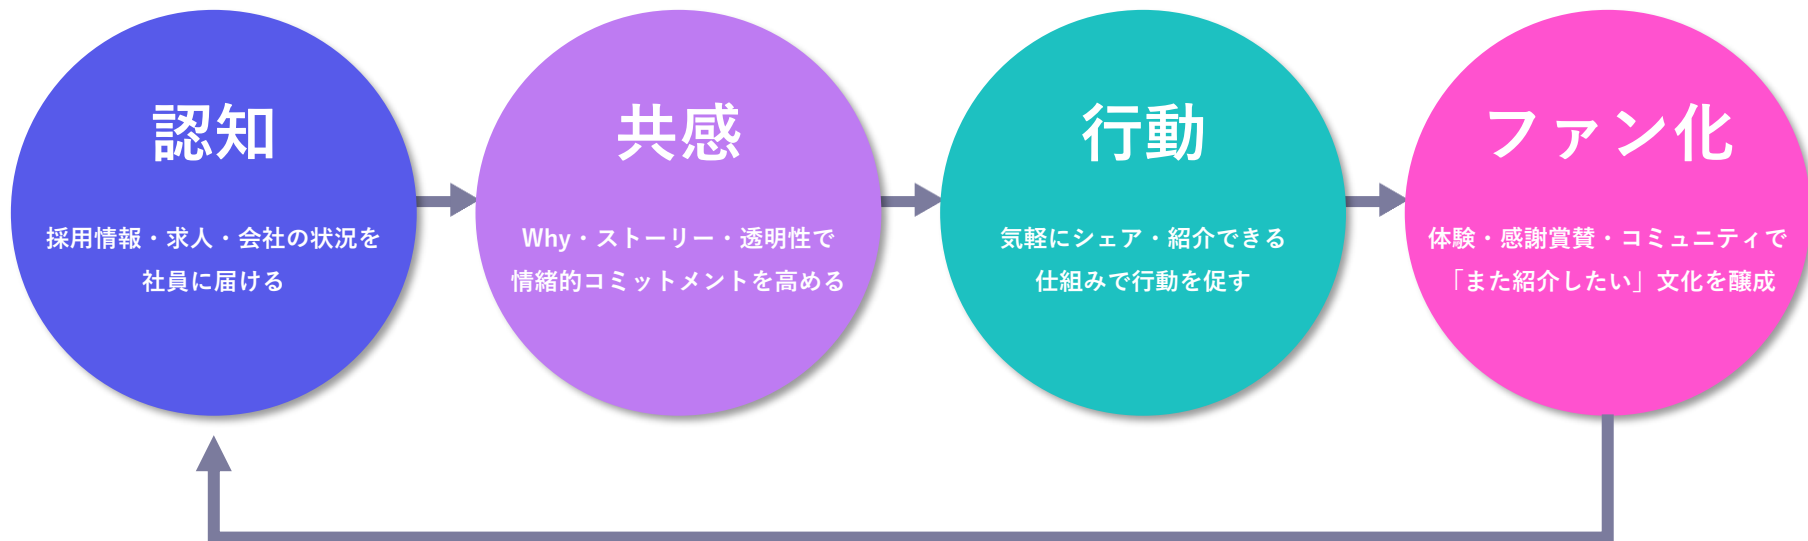 認知
採用情報・求人・会社の状況を
社員に届ける
共感
Why・ストーリー・透明性で
情緒的コミットメントを高める
行動
気軽にシェア・紹介できる
仕組みで行動を促す
ファン化
体験・感謝賞賛・コミュニティで
「また紹介したい」文化を醸成